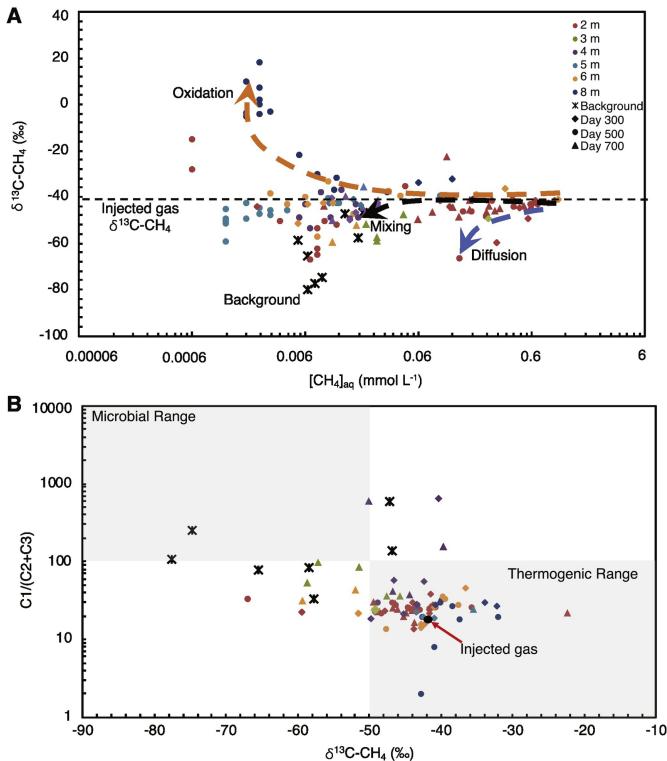 A
40
20
0
-20
-40
-60
-80
-100
δ¹³C-CH₄ (‰)
Oxidation
Injected gas
δ¹³C-CH₄
Mixing
Diffusion
Background
2 m
3 m
4 m
5 m
6 m
8 m
Background
Day 300
Day 500
Day 700
0.00006 0.0006 0.006 0.06 0.6 6
[CH₄]aq (mmol L⁻¹)
B
10000
1000
100
10
1
C1/(C2+C3)
Microbial Range
Thermogenic Range
Injected gas
-90 -80 -70 -60 -50 -40 -30 -20 -10
δ¹³C-CH₄ (‰)